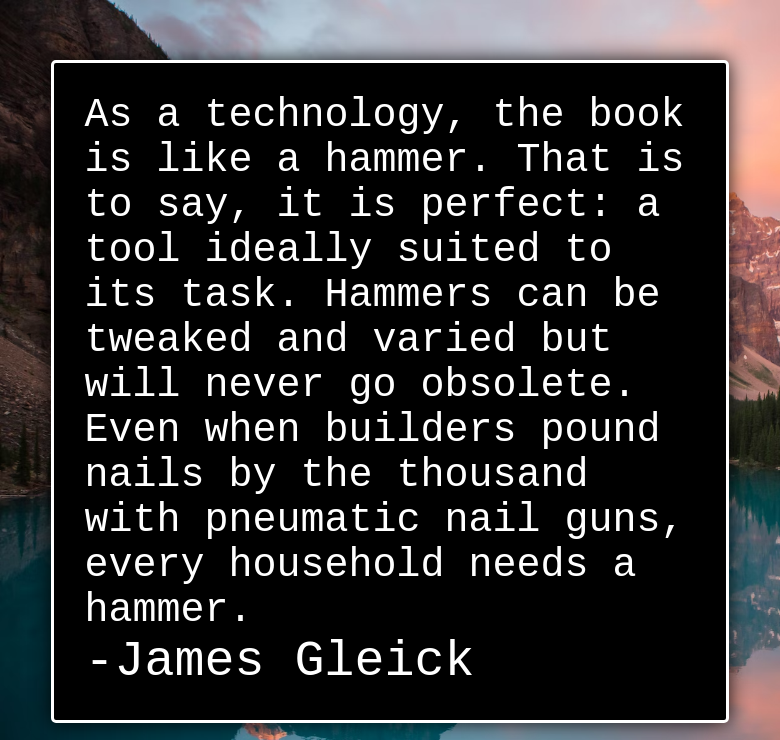 As a technology, the book
is like a hammer. That is
to say, it is perfect: a
tool ideally suited to
its task. Hammers can be
tweaked and varied but
will never go obsolete.
Even when builders pound
nails by the thousand
with pneumatic nail guns,
every household needs a
hammer.
-James Gleick